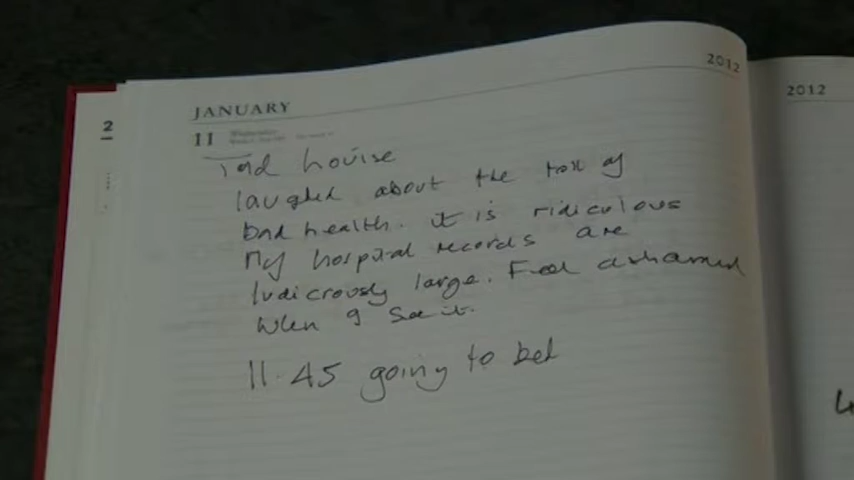 2012
JANUARY
2012
2
11 Wednesday
Told Louise
laughed about the toll of
bad health. it is ridiculous
My hospital records are
ludicrously large. Feel ashamed
when I see it.
11.45 going to bed